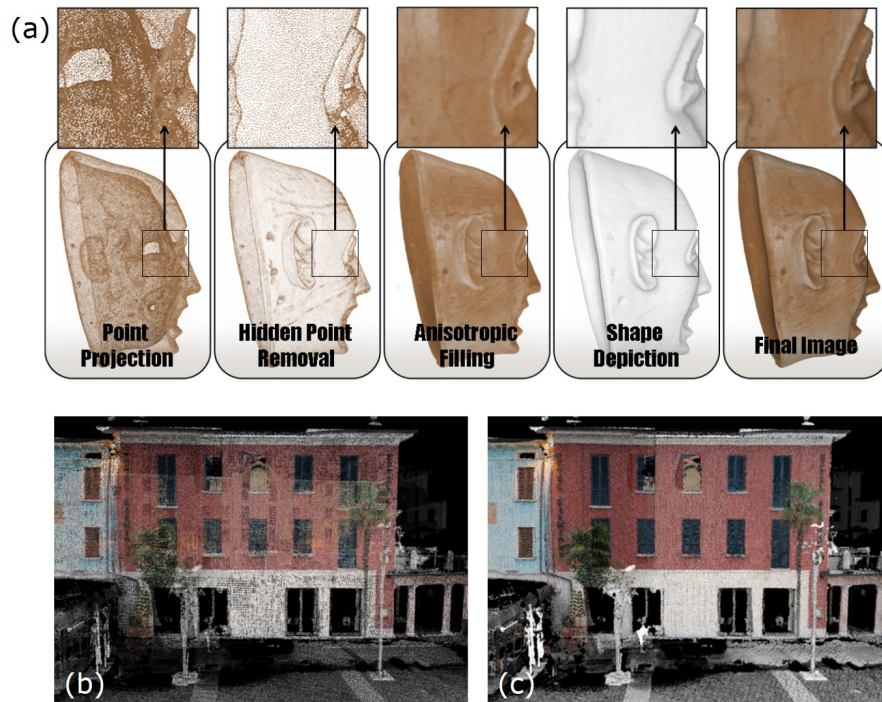 (a)
Point
Projection
Hidden Point
Removal
Anisotropic
Filling
Shape
Depiction
Final Image
(b)
(c)